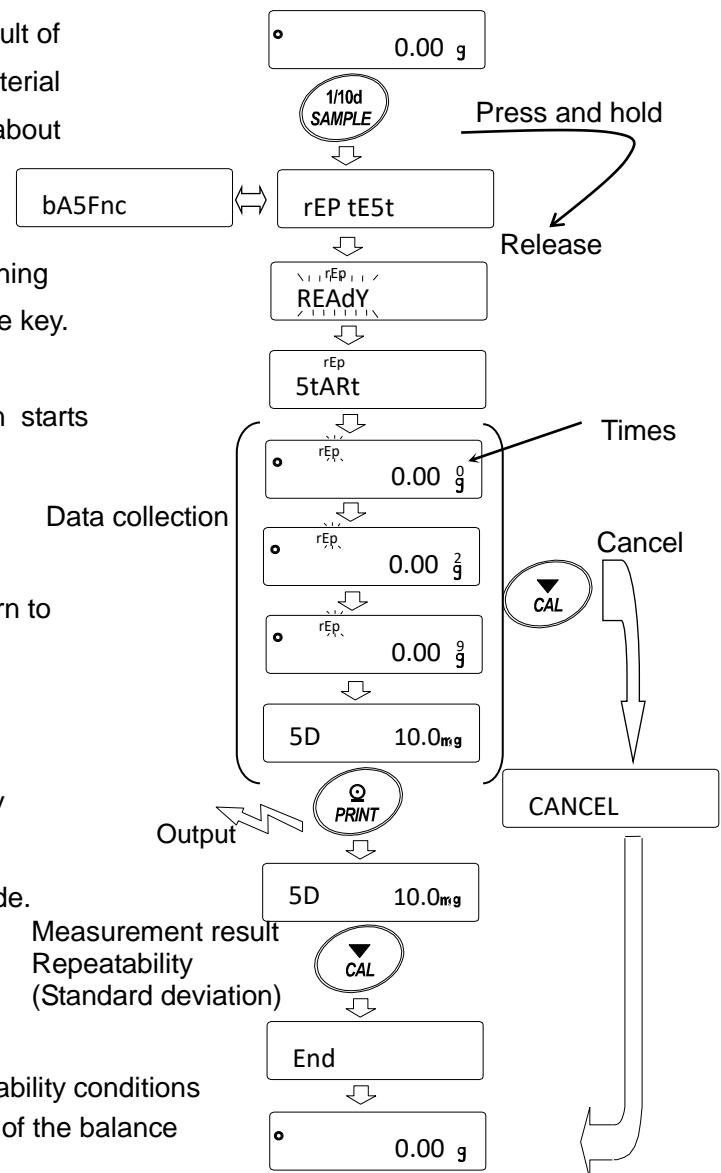 ult of
terial
about
ning
e key.
n starts
rn to
y
de.
ability conditions
of the balance
0.00 g
1/10d
SAMPLE
Press and hold
bA5Fnc
rEP tE5t
Release
rEp
REAdY
rEp
5tARt
Times
Data collection
rEp
0.00 0 g
rEp
0.00 2 g
rEp
0.00 9 g
Cancel
CAL
5D 10.0mg
PRINT
Output
CANCEL
5D 10.0mg
Measurement result
Repeatability
(Standard deviation)
CAL
End
0.00 g